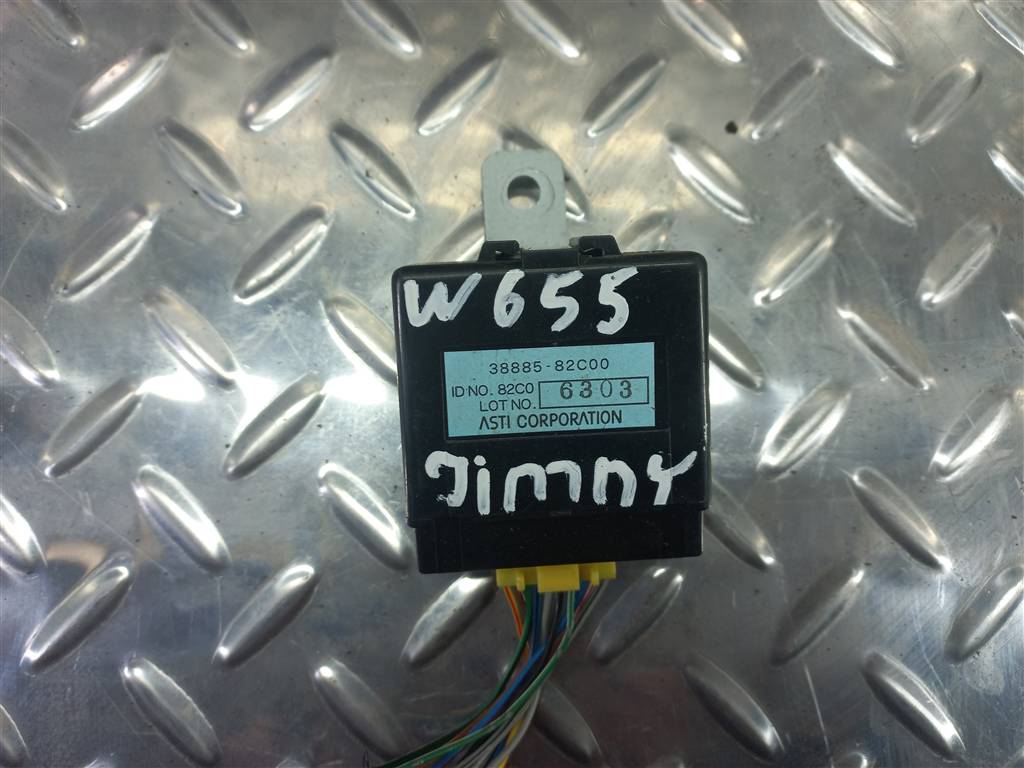 W655
38885-82C00
ID NO. 82C0 6303
LOT NO.
ASTI CORPORATION
Jimny